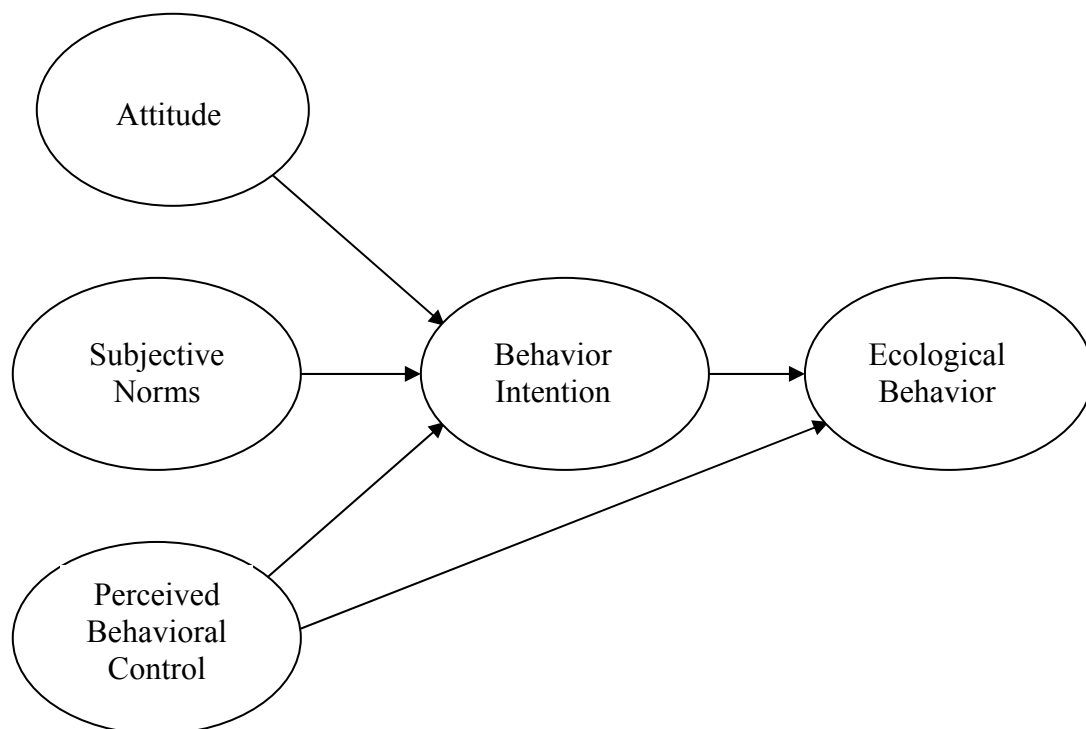 Attitude
Subjective
Norms
Behavior
Intention
Ecological
Behavior
Perceived
Behavioral
Control